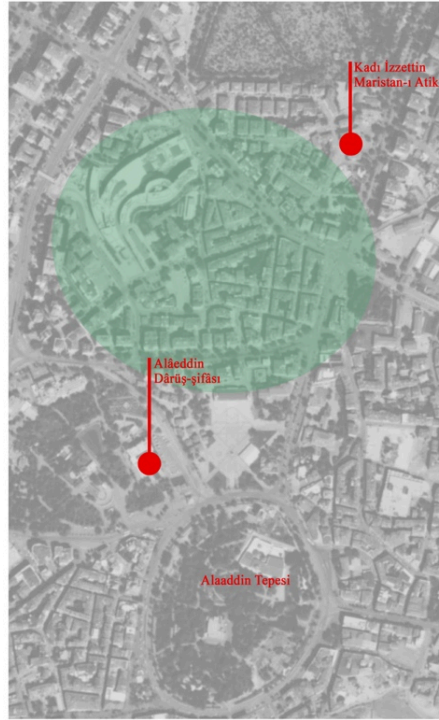 Kadı İzzettin
Maristan-ı Atik
Alâeddin
Dârüş-şifâsı
Alaaddin Tepesi